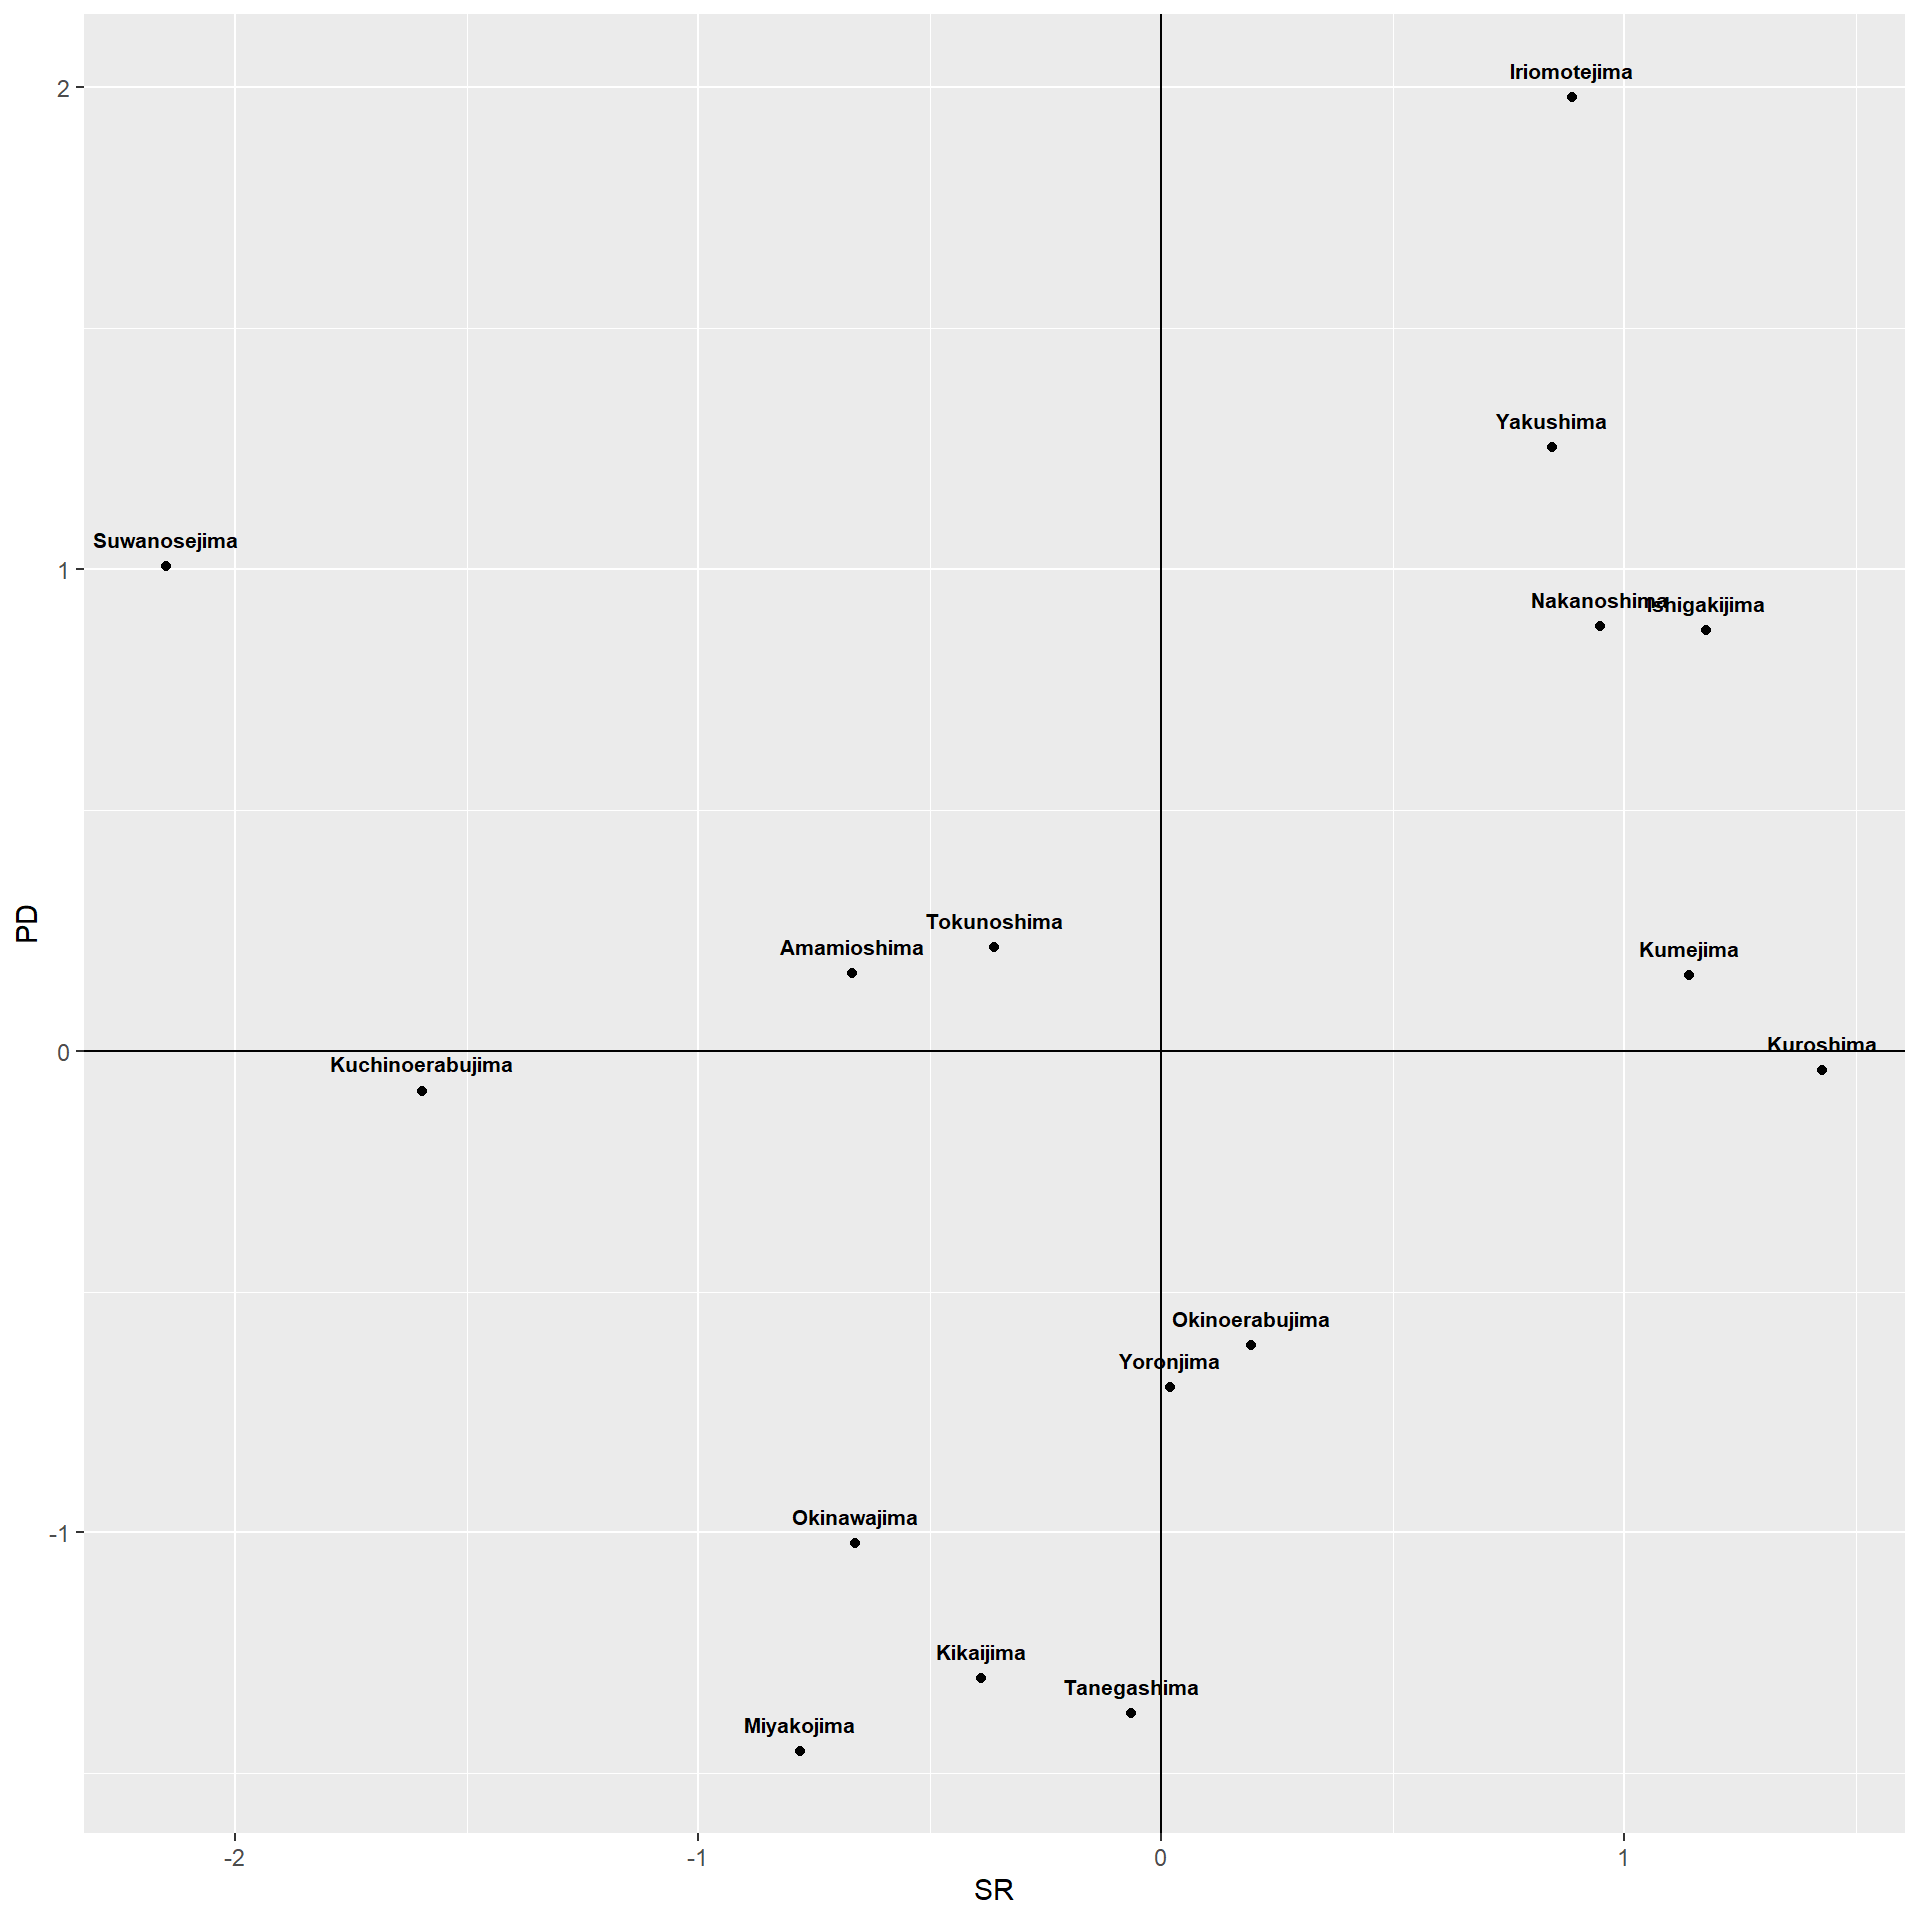 Iriomotejima
2
Yakushima
Suwanosejima
1
Nakanoshima
Ishigakijima
Tokunoshima
Amamioshima
Kumejima
PD
Kuroshima
0
Kuchinoerabujima
Okinoerabujima
Yoronjima
Okinawajima
-1
Kikaijima
Tanegashima
Miyakojima
-2 -1 0 1
SR